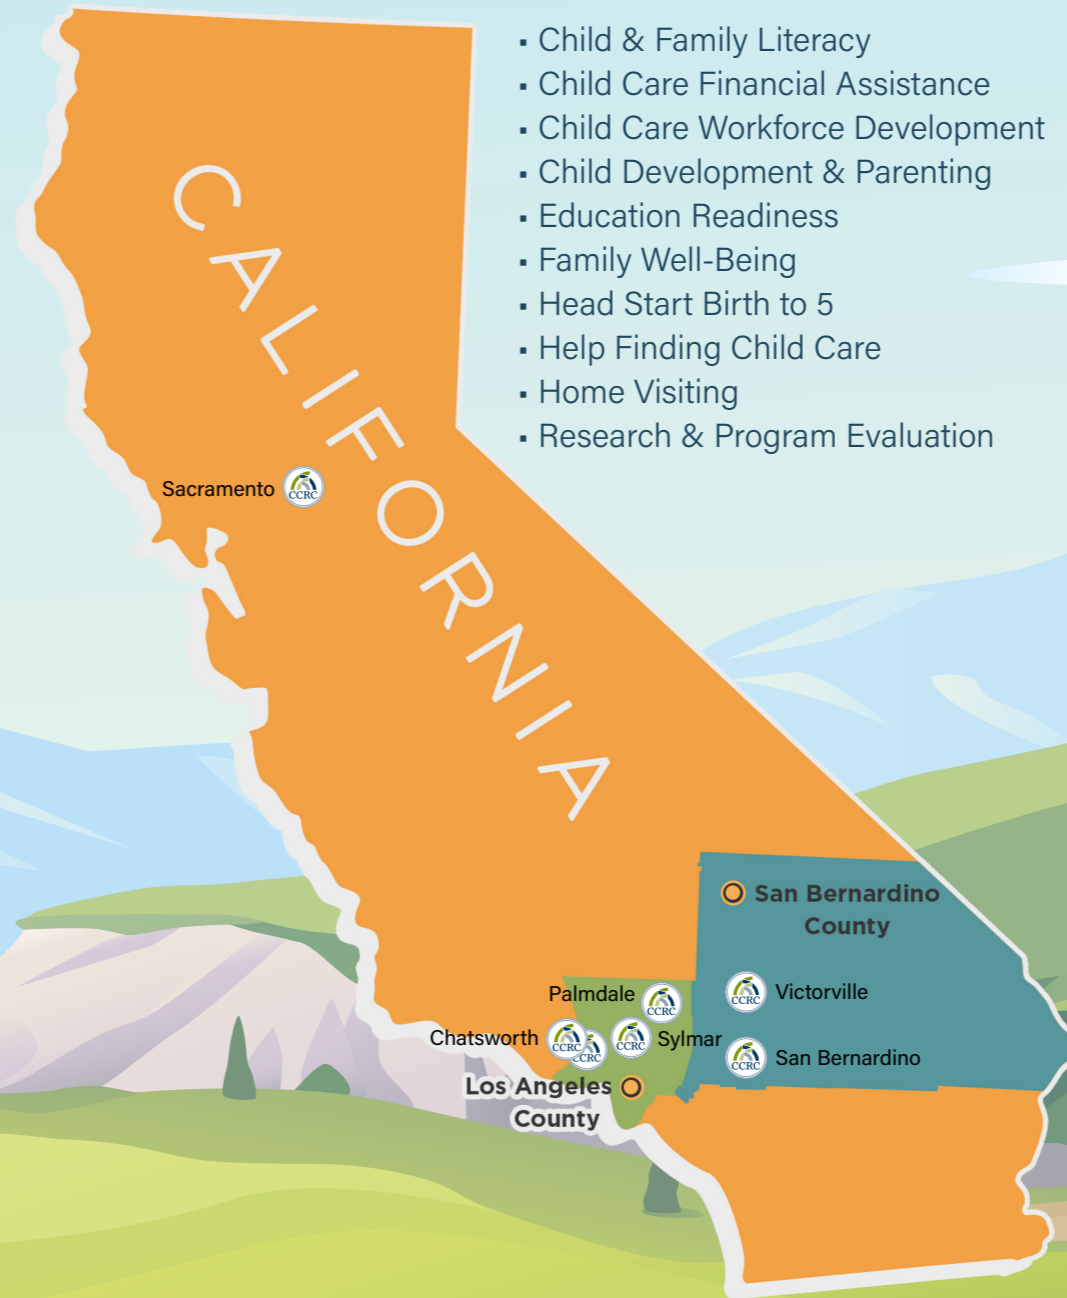 ▪ Child & Family Literacy
▪ Child Care Financial Assistance
▪ Child Care Workforce Development
▪ Child Development & Parenting
▪ Education Readiness
▪ Family Well-Being
▪ Head Start Birth to 5
▪ Help Finding Child Care
▪ Home Visiting
▪ Research & Program Evaluation
CALIFORNIA
Sacramento CCRC
San Bernardino
County
Palmdale CCRC
CCRC Victorville
Chatsworth CCRC CCRC
CCRC Sylmar
CCRC San Bernardino
Los Angeles
County